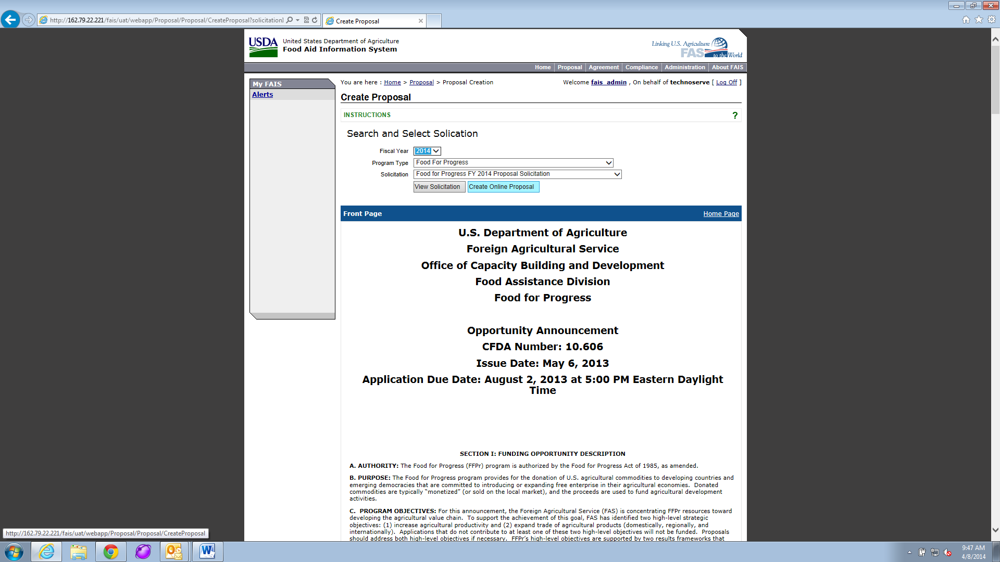 http://162.79.22.221/fais/uat/webapp/Proposal/Proposal/CreateProposal?solicitationI
Create Proposal
USDA
United States Department of Agriculture
Food Aid Information System
Linking U.S. Agriculture
FAS
to the World
Home Proposal Agreement Compliance Administration About FAIS
My FAIS
Alerts
You are here : Home > Proposal > Proposal Creation
Welcome fais_admin , On behalf of technoserve [ Log Off ]
Create Proposal
INSTRUCTIONS
?
Search and Select Solication
Fiscal Year 2014
Program Type Food For Progress
Solicitation Food for Progress FY 2014 Proposal Solicitation
View Solicitation Create Online Proposal
Front Page Home Page
U.S. Department of Agriculture
Foreign Agricultural Service
Office of Capacity Building and Development
Food Assistance Division
Food for Progress
Opportunity Announcement
CFDA Number: 10.606
Issue Date: May 6, 2013
Application Due Date: August 2, 2013 at 5:00 PM Eastern Daylight
Time
SECTION I: FUNDING OPPORTUNITY DESCRIPTION
A. AUTHORITY: The Food for Progress (FFPr) program is authorized by the Food for Progress Act of 1985, as amended.
B. PURPOSE: The Food for Progress program provides for the donation of U.S. agricultural commodities to developing countries and
emerging democracies that are committed to introducing or expanding free enterprise in their agricultural economies. Donated
commodities are typically “monetized” (or sold on the local market), and the proceeds are used to fund agricultural development
activities.
C. PROGRAM OBJECTIVES: For this announcement, the Foreign Agricultural Service (FAS) is concentrating FFPr resources toward
developing the agricultural value chain. To support the achievement of this goal, FAS has identified two high-level strategic
objectives: (1) increase agricultural productivity and (2) expand trade of agricultural products (domestically, regionally, and
internationally). Applications that do not contribute to at least one of these two high-level objectives will not be funded. Proposals
should address both high-level objectives if necessary. FFPr’s high-level objectives are supported by two results frameworks that
http://162.79.22.221/fais/uat/webapp/Proposal/Proposal/CreateProposal
9:47 AM
4/8/2014